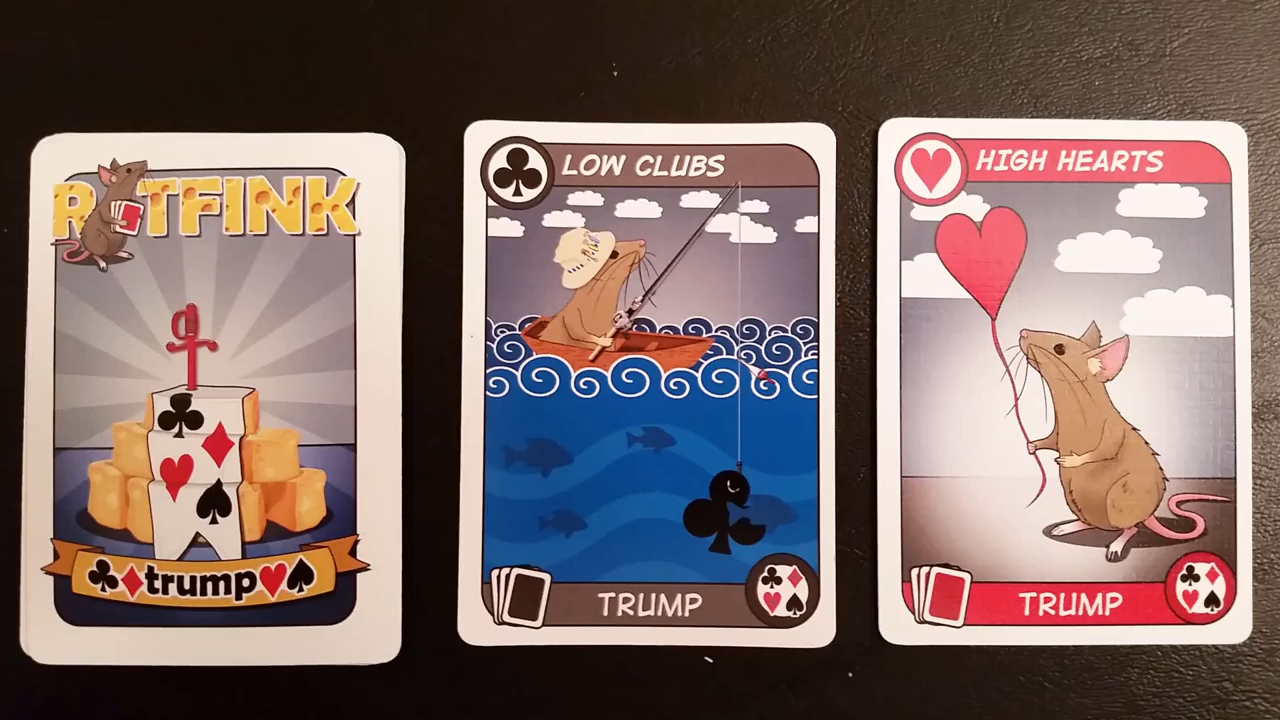 RATFINK
trump
LOW CLUBS
TRUMP
HIGH HEARTS
TRUMP